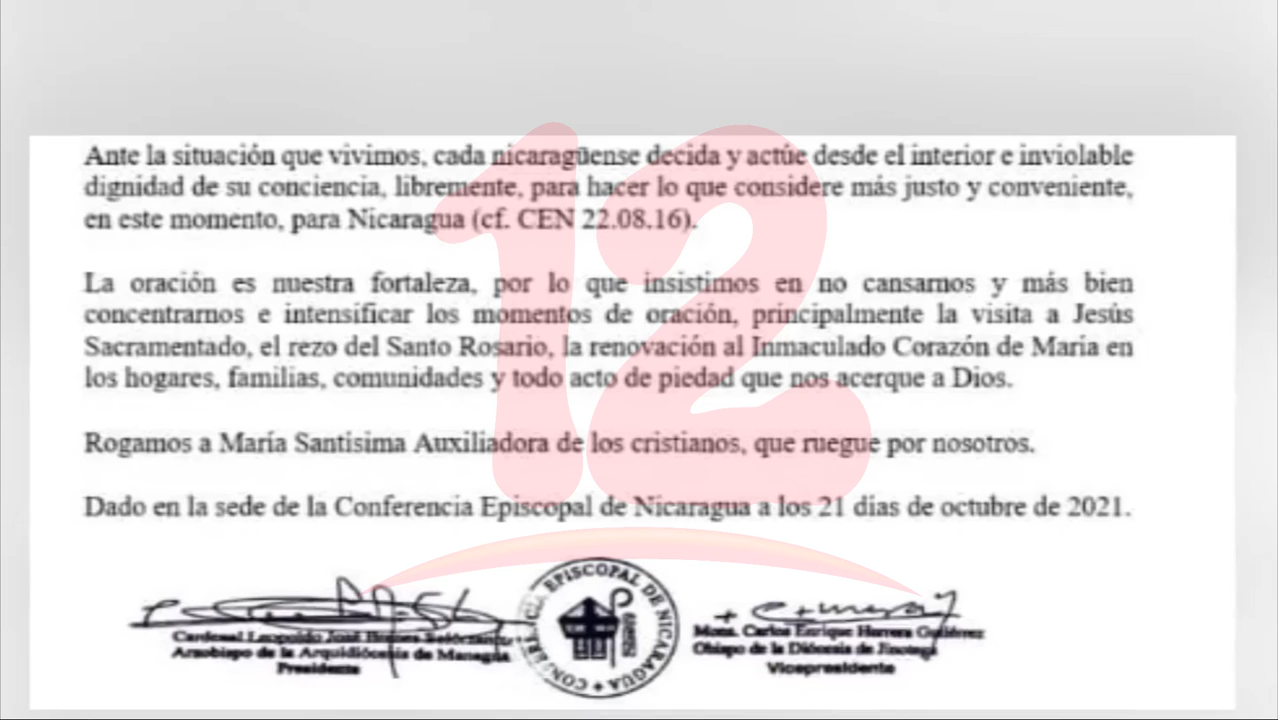 Ante la situación que vivimos, cada nicaragüense decida y actúe desde el interior e inviolable
dignidad de su conciencia, libremente, para hacer lo que considere más justo y conveniente,
en este momento, para Nicaragua (cf. CEN 22.08.16).
La oración es nuestra fortaleza, por lo que insistimos en no cansarnos y más bien
concentrarnos e intensificar los momentos de oración, principalmente la visita a Jesús
Sacramentado, el rezo del Santo Rosario, la renovación al Inmaculado Corazón de María en
los hogares, familias, comunidades y todo acto de piedad que nos acerque a Dios.
Rogamos a María Santísima Auxiliadora de los cristianos, que ruegue por nosotros.
Dado en la sede de la Conferencia Episcopal de Nicaragua a los 21 días de octubre de 2021.
12
CONFERENCIA EPISCOPAL DE NICARAGUA
Cardenal Leopoldo José Brenes Solórzano
Arzobispo de la Arquidiócesis de Managua
Presidente
Mons. Carlos Enrique Herrera Gutiérrez
Obispo de la Diócesis de Jinotega
Vicepresidente